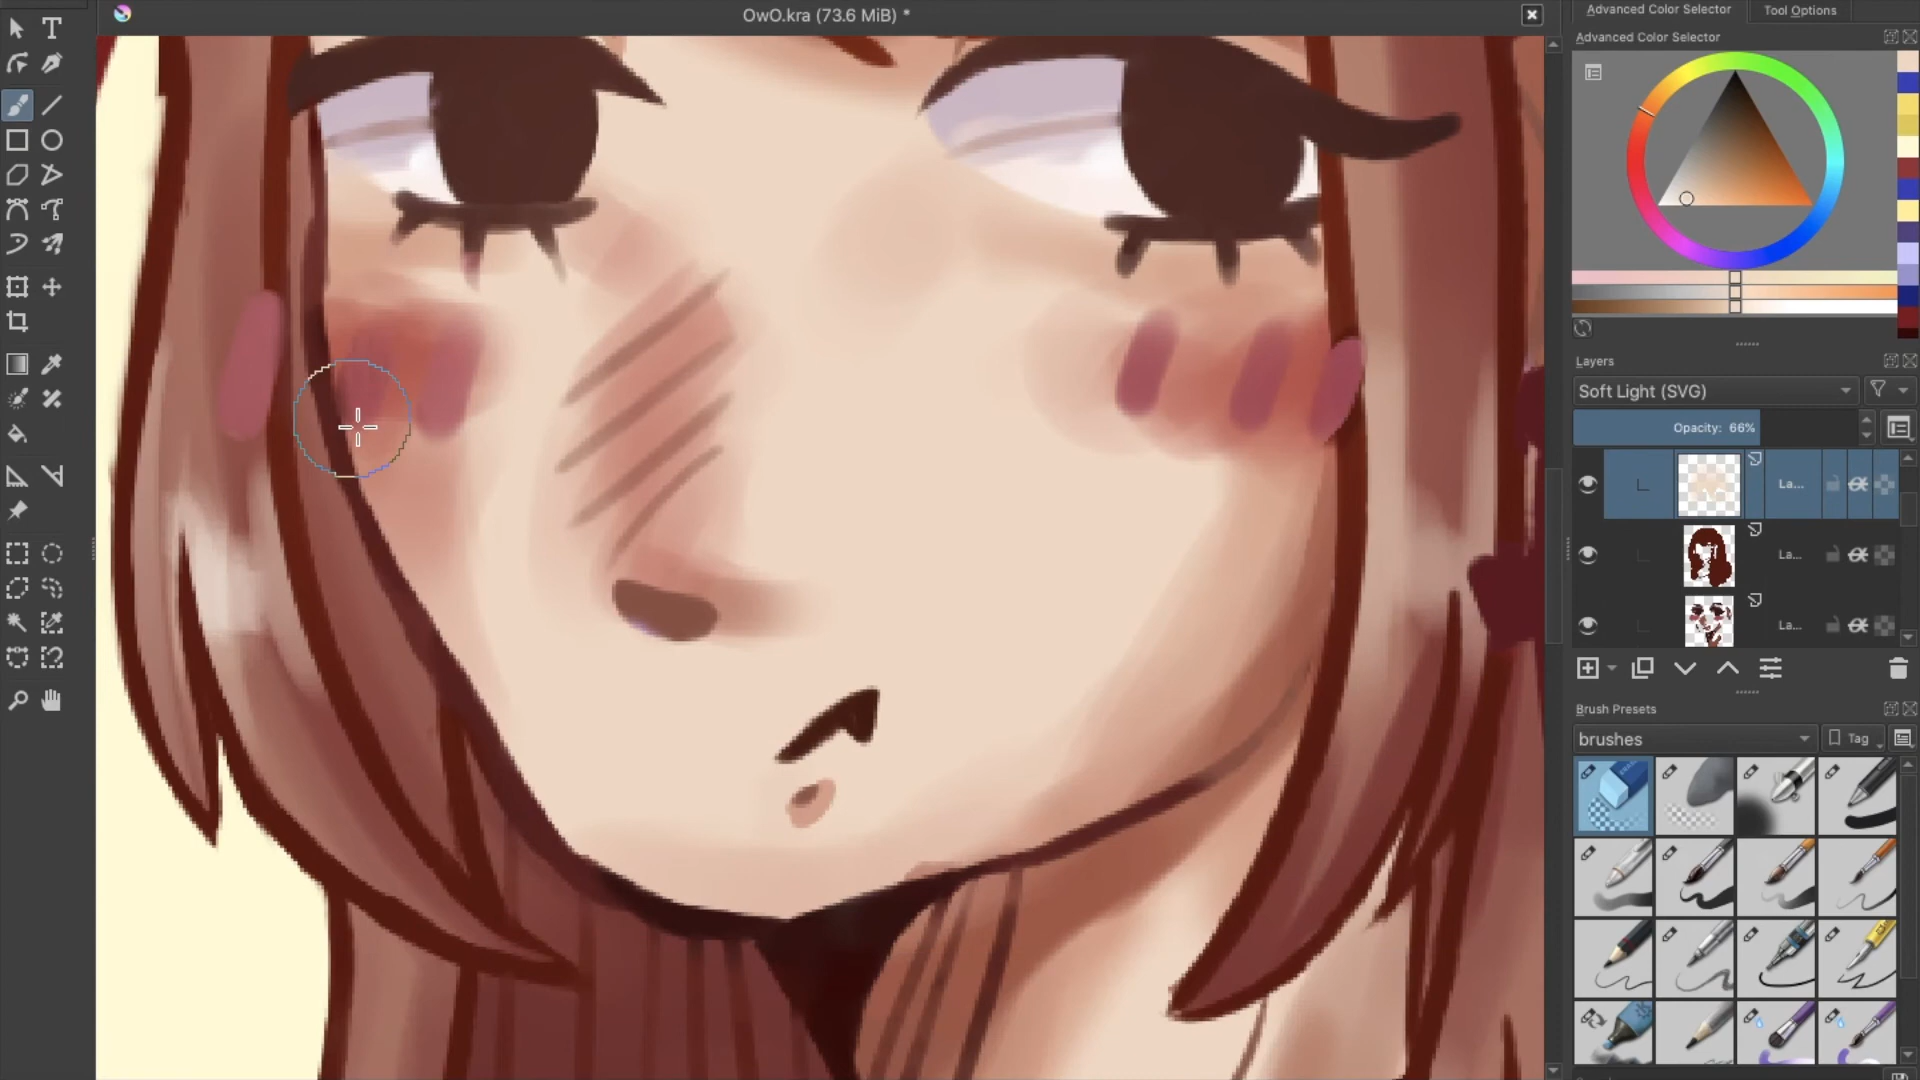 OwO.kra (73.6 MiB) *
Advanced Color Selector
Tool Options
Advanced Color Selector
Layers
Soft Light (SVG)
Opacity: 66%
La...
La...
La...
Brush Presets
brushes
Tag